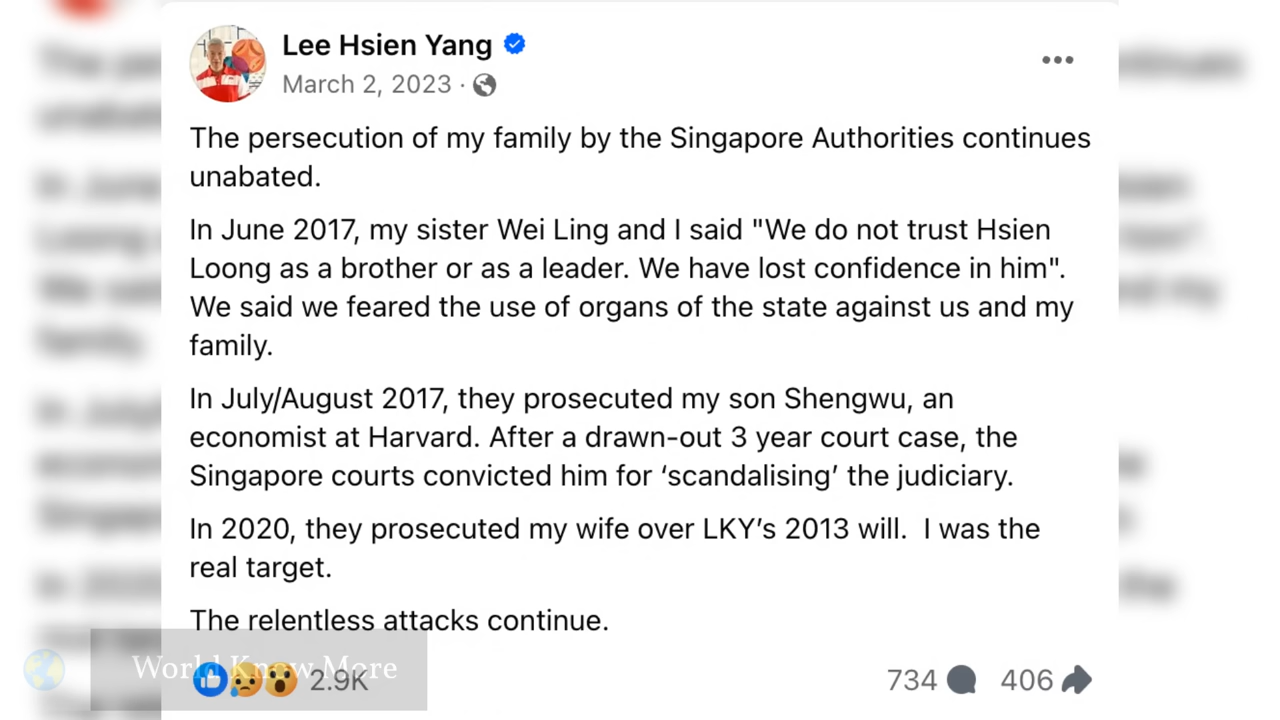 Lee Hsien Yang
March 2, 2023 ·
The persecution of my family by the Singapore Authorities continues
unabated.
In June 2017, my sister Wei Ling and I said "We do not trust Hsien
Loong as a brother or as a leader. We have lost confidence in him".
We said we feared the use of organs of the state against us and my
family.
In July/August 2017, they prosecuted my son Shengwu, an
economist at Harvard. After a drawn-out 3 year court case, the
Singapore courts convicted him for ‘scandalising’ the judiciary.
In 2020, they prosecuted my wife over LKY’s 2013 will.  I was the
real target.
The relentless attacks continue.
World Know More
2.9K 734 406